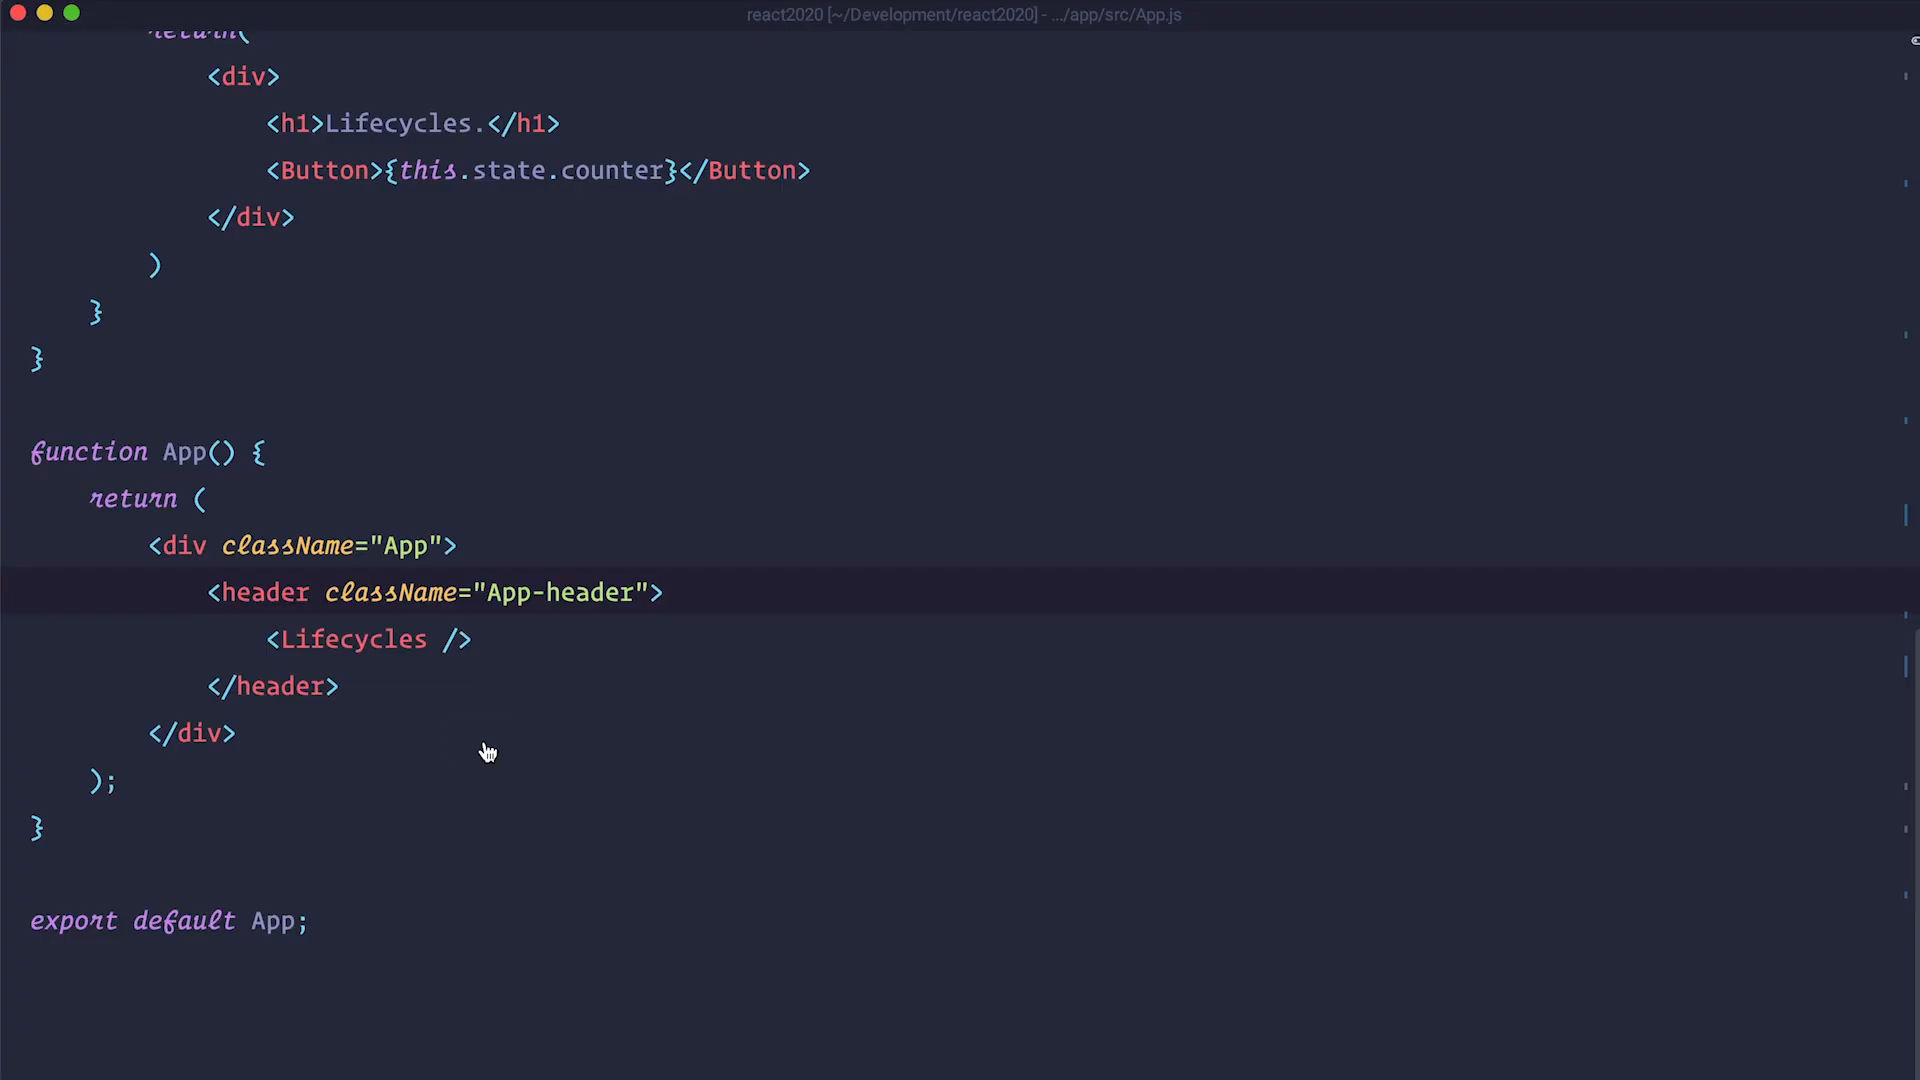 react2020 [~/Development/react2020] - .../app/src/App.js
return(
<div>
<h1>Lifecycles.</h1>
<Button>{this.state.counter}</Button>
</div>
)
}
}
function App() {
return (
<div className="App">
<header className="App-header">
<Lifecycles />
</header>
</div>
);
}
export default App;